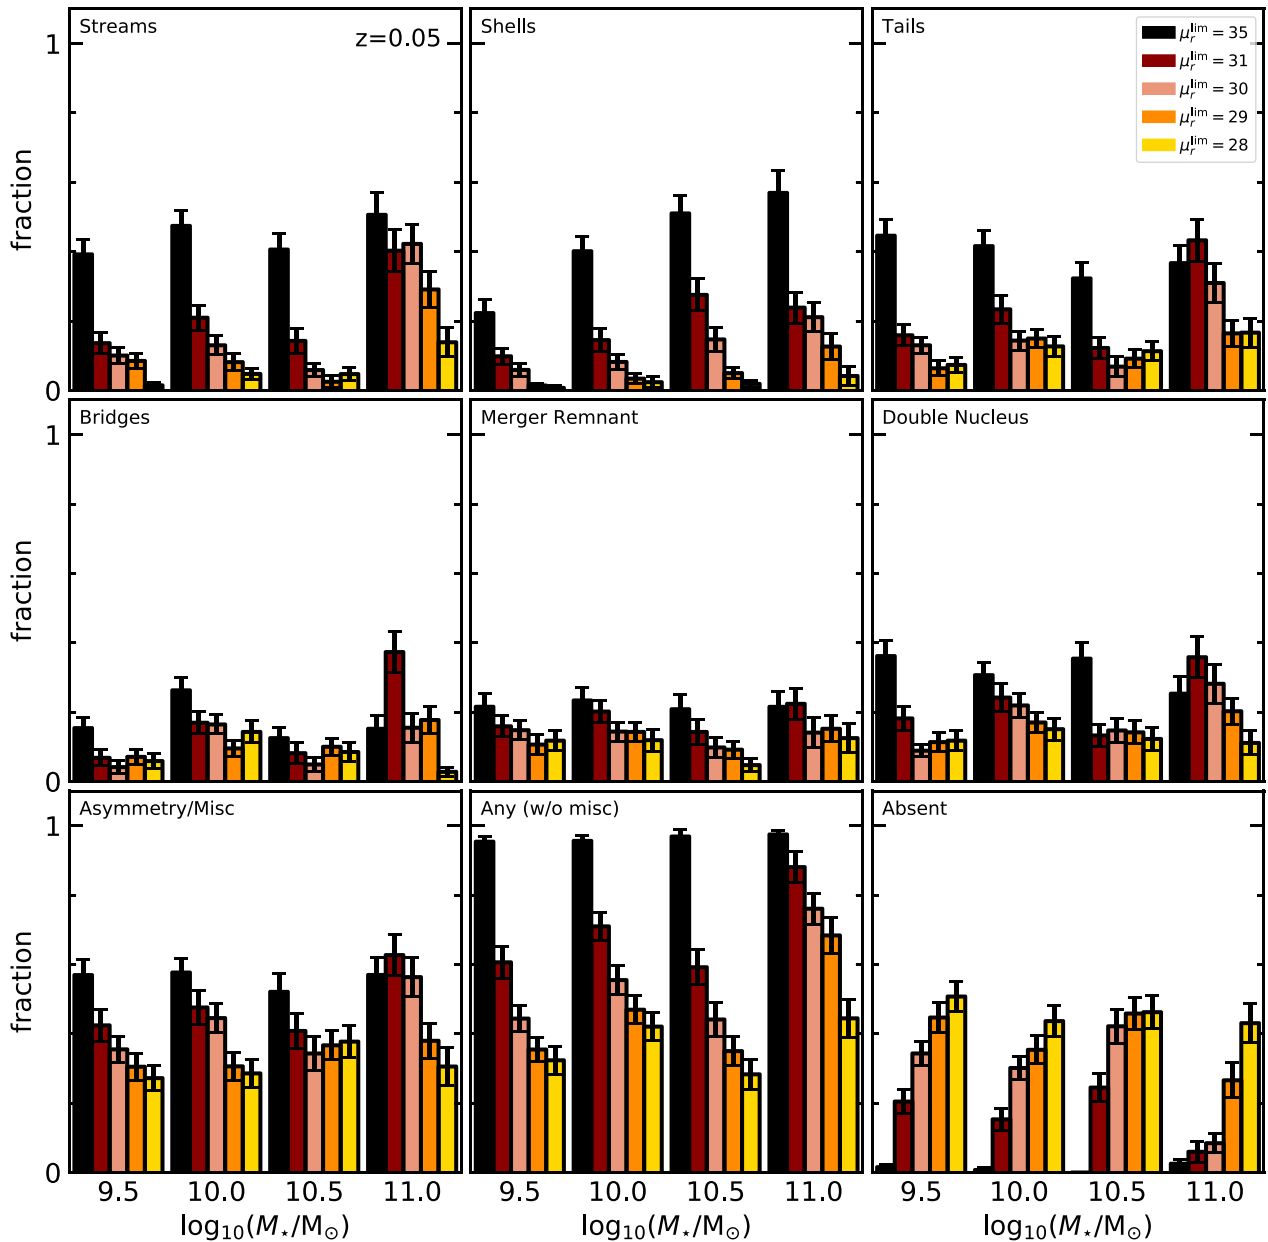 Streams
z=0.05
Shells
Tails
μ_r^lim = 35
μ_r^lim = 31
μ_r^lim = 30
μ_r^lim = 29
μ_r^lim = 28
1
fraction
0
Bridges
Merger Remnant
Double Nucleus
1
fraction
0
Asymmetry/Misc
Any (w/o misc)
Absent
1
fraction
0
9.5 10.0 10.5 11.0
9.5 10.0 10.5 11.0
9.5 10.0 10.5 11.0
log₁₀(M⋆/M⊙)
log₁₀(M⋆/M⊙)
log₁₀(M⋆/M⊙)